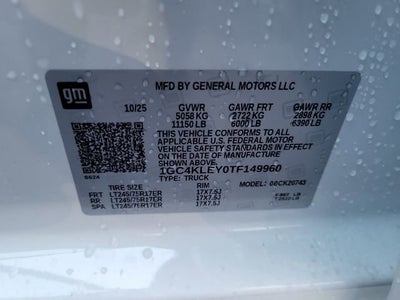 gm
MFD BY GENERAL MOTORS LLC
10/25 GVWR GAWR FRT GAWR RR
5058 KG 2722 KG 2898 KG
11150 LB 6000 LB 6390 LB
THIS VEHICLE CONFORMS TO ALL
APPLICABLE U.S. FEDERAL MOTOR
VEHICLE SAFETY STANDARDS IN EFFECT
ON THE DATE OF MANUFACTURE SHOWN ABOVE.
1GC4KLEY0TF149960
TYPE: TRUCK MODEL:
TIRE SIZE RIM
FRT LT245/75R17ER 17X7.5J
RR LT245/75R17ER 17X7.5J
SPA LT245/75R17ER 17X7.5J